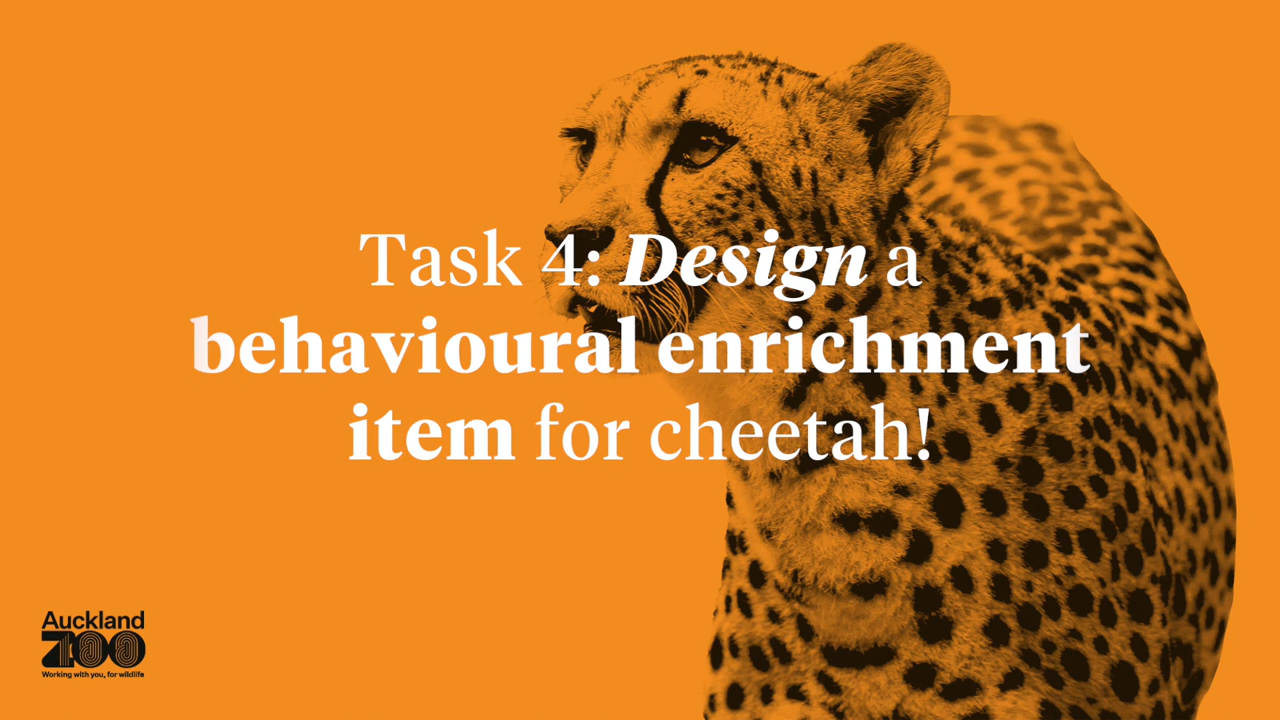 Task 4: Design a
behavioural enrichment
item for cheetah!
Auckland
ZOO
Working with you, for wildlife